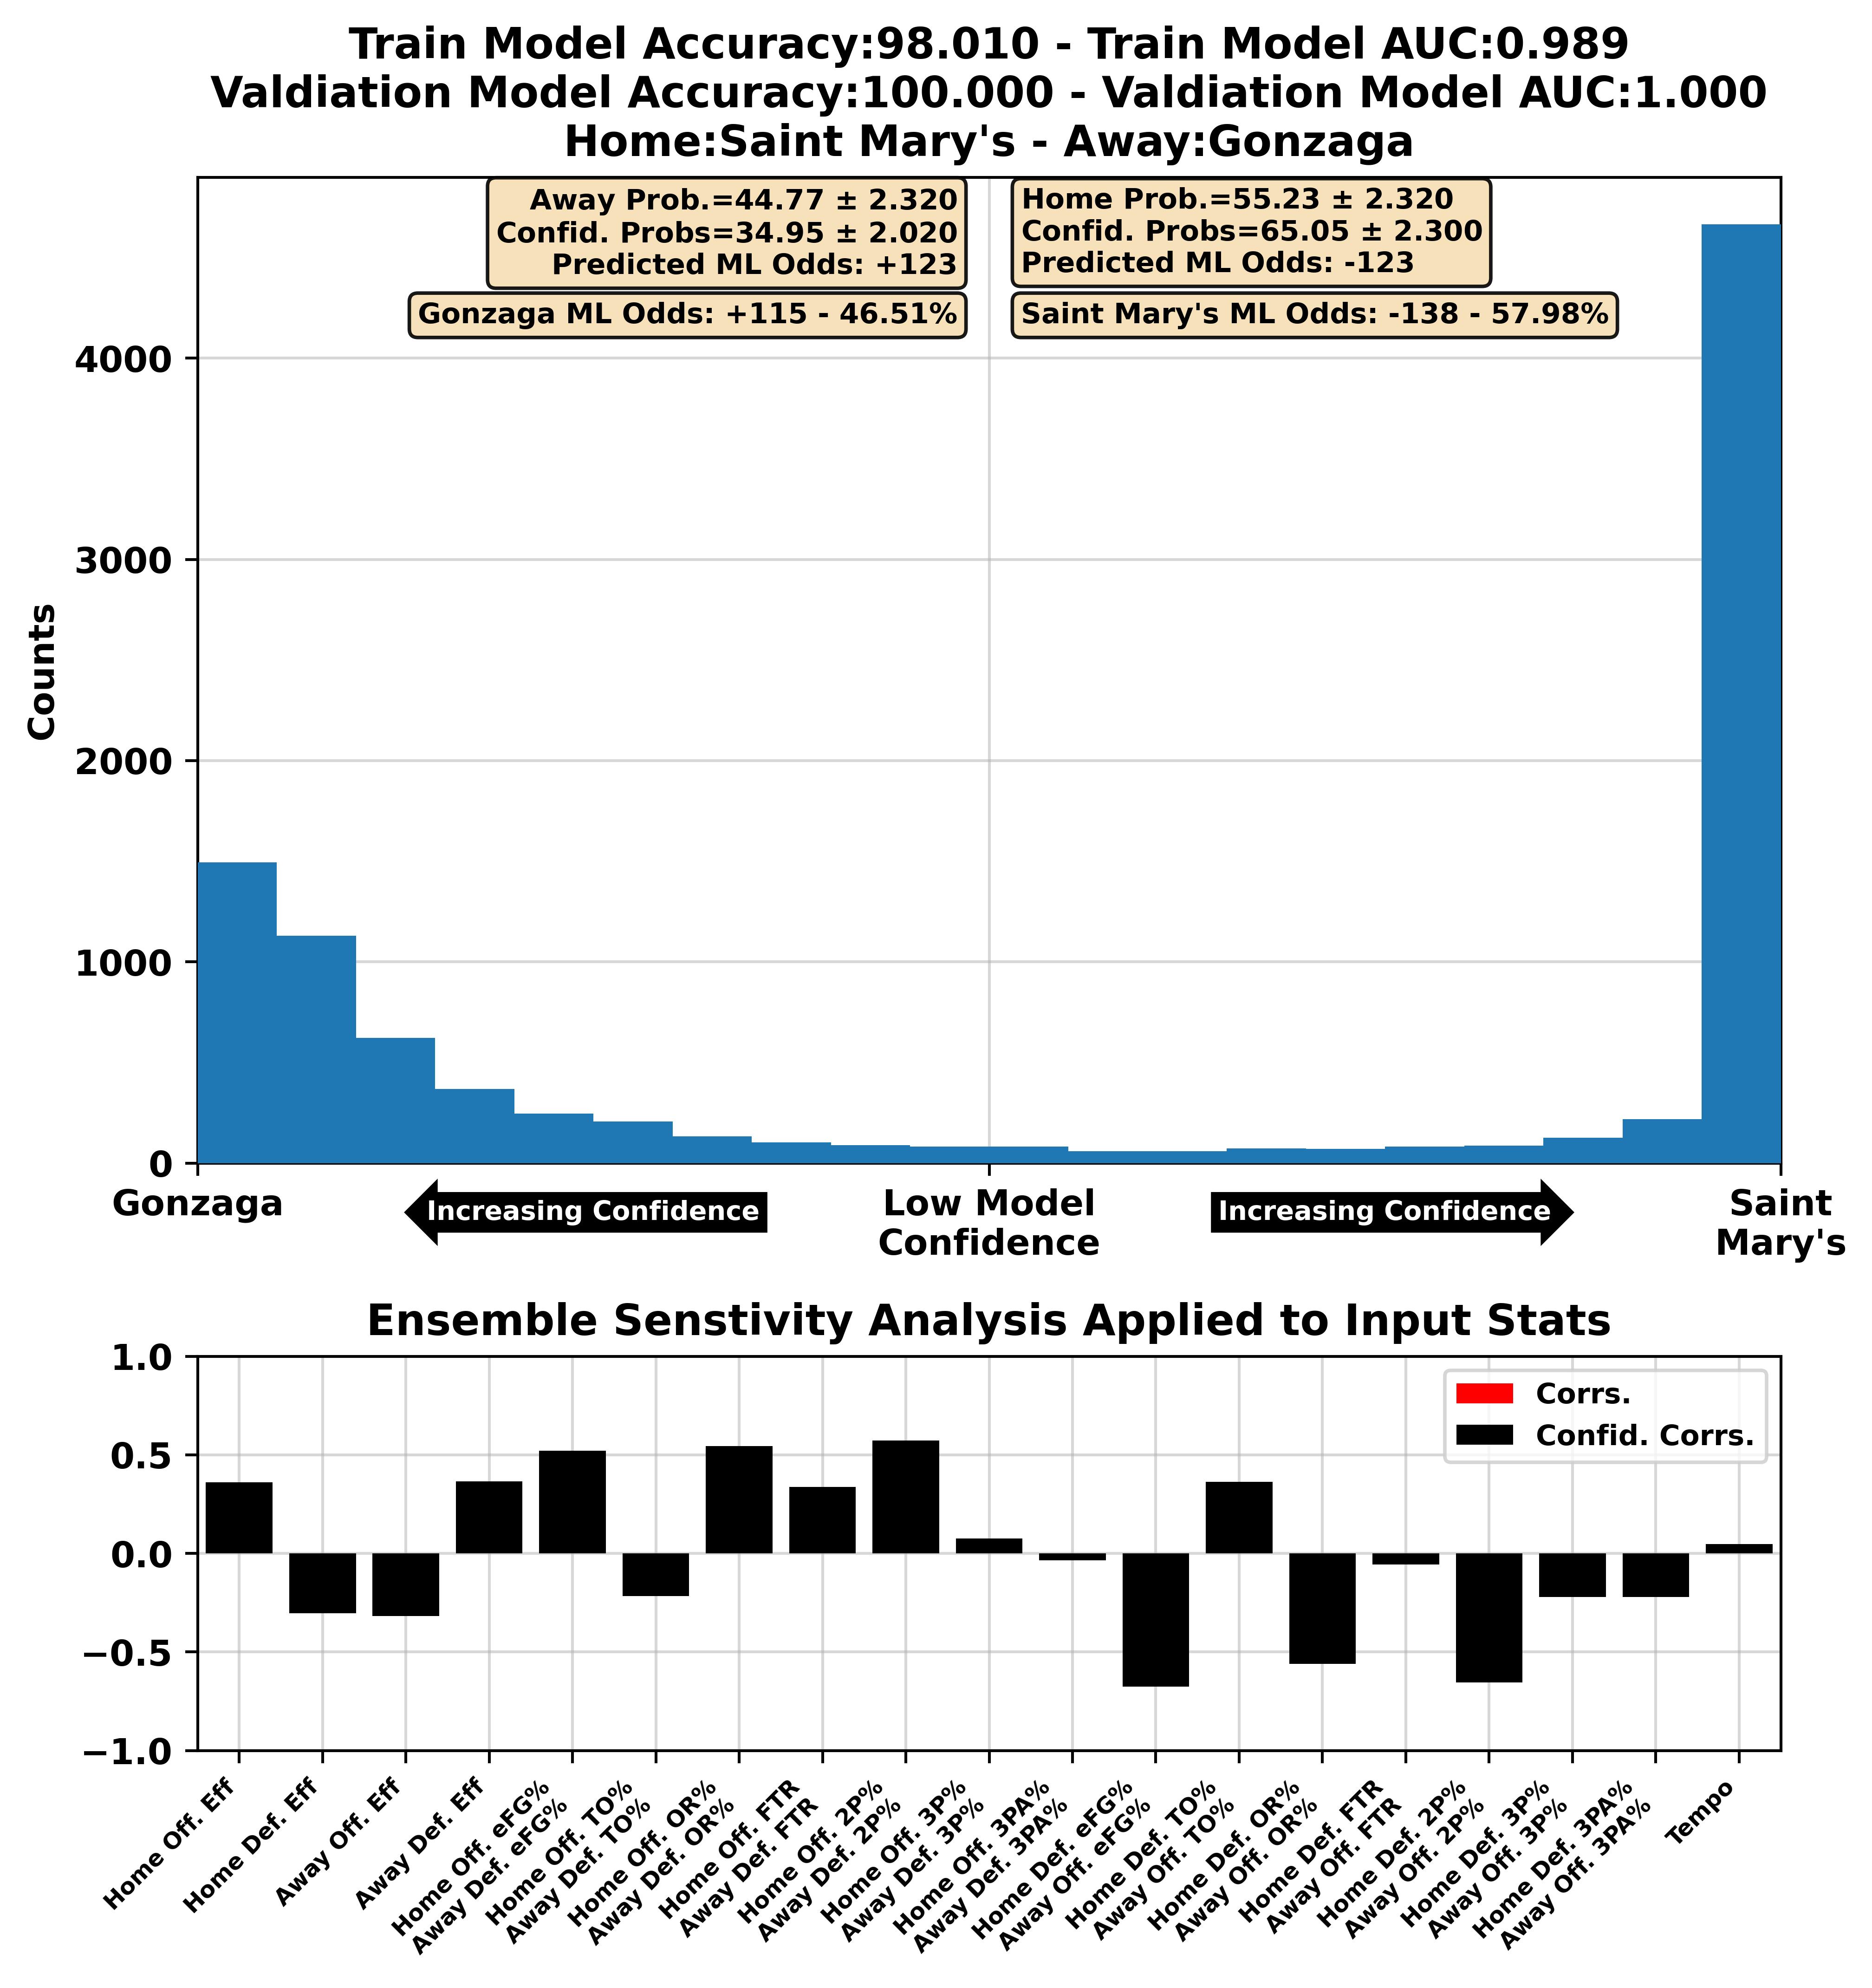 Train Model Accuracy:98.010 - Train Model AUC:0.989
Valdiation Model Accuracy:100.000 - Valdiation Model AUC:1.000
Home:Saint Mary's - Away:Gonzaga
Away Prob.=44.77 ± 2.320
Confid. Probs=34.95 ± 2.020
Predicted ML Odds: +123
Gonzaga ML Odds: +115 - 46.51%
Home Prob.=55.23 ± 2.320
Confid. Probs=65.05 ± 2.300
Predicted ML Odds: -123
Saint Mary's ML Odds: -138 - 57.98%
Counts
4000
3000
2000
1000
0
Gonzaga
Increasing Confidence
Low Model
Confidence
Increasing Confidence
Saint
Mary's
Ensemble Senstivity Analysis Applied to Input Stats
1.0
0.5
0.0
−0.5
−1.0
Corrs.
Confid. Corrs.
Home Off. Eff
Home Def. Eff
Away Off. Eff
Away Def. Eff
Home Off. eFG%
Away Def. eFG%
Home Off. TO%
Away Def. TO%
Home Off. OR%
Away Def. OR%
Home Off. FTR
Away Def. FTR
Home Off. 2P%
Away Def. 2P%
Home Off. 3P%
Away Def. 3P%
Home Off. 3PA%
Away Def. 3PA%
Home Def. eFG%
Away Off. eFG%
Home Def. TO%
Away Off. TO%
Home Def. OR%
Away Off. OR%
Home Def. FTR
Away Off. FTR
Home Def. 2P%
Away Off. 2P%
Home Def. 3P%
Away Off. 3P%
Home Def. 3PA%
Away Off. 3PA%
Tempo